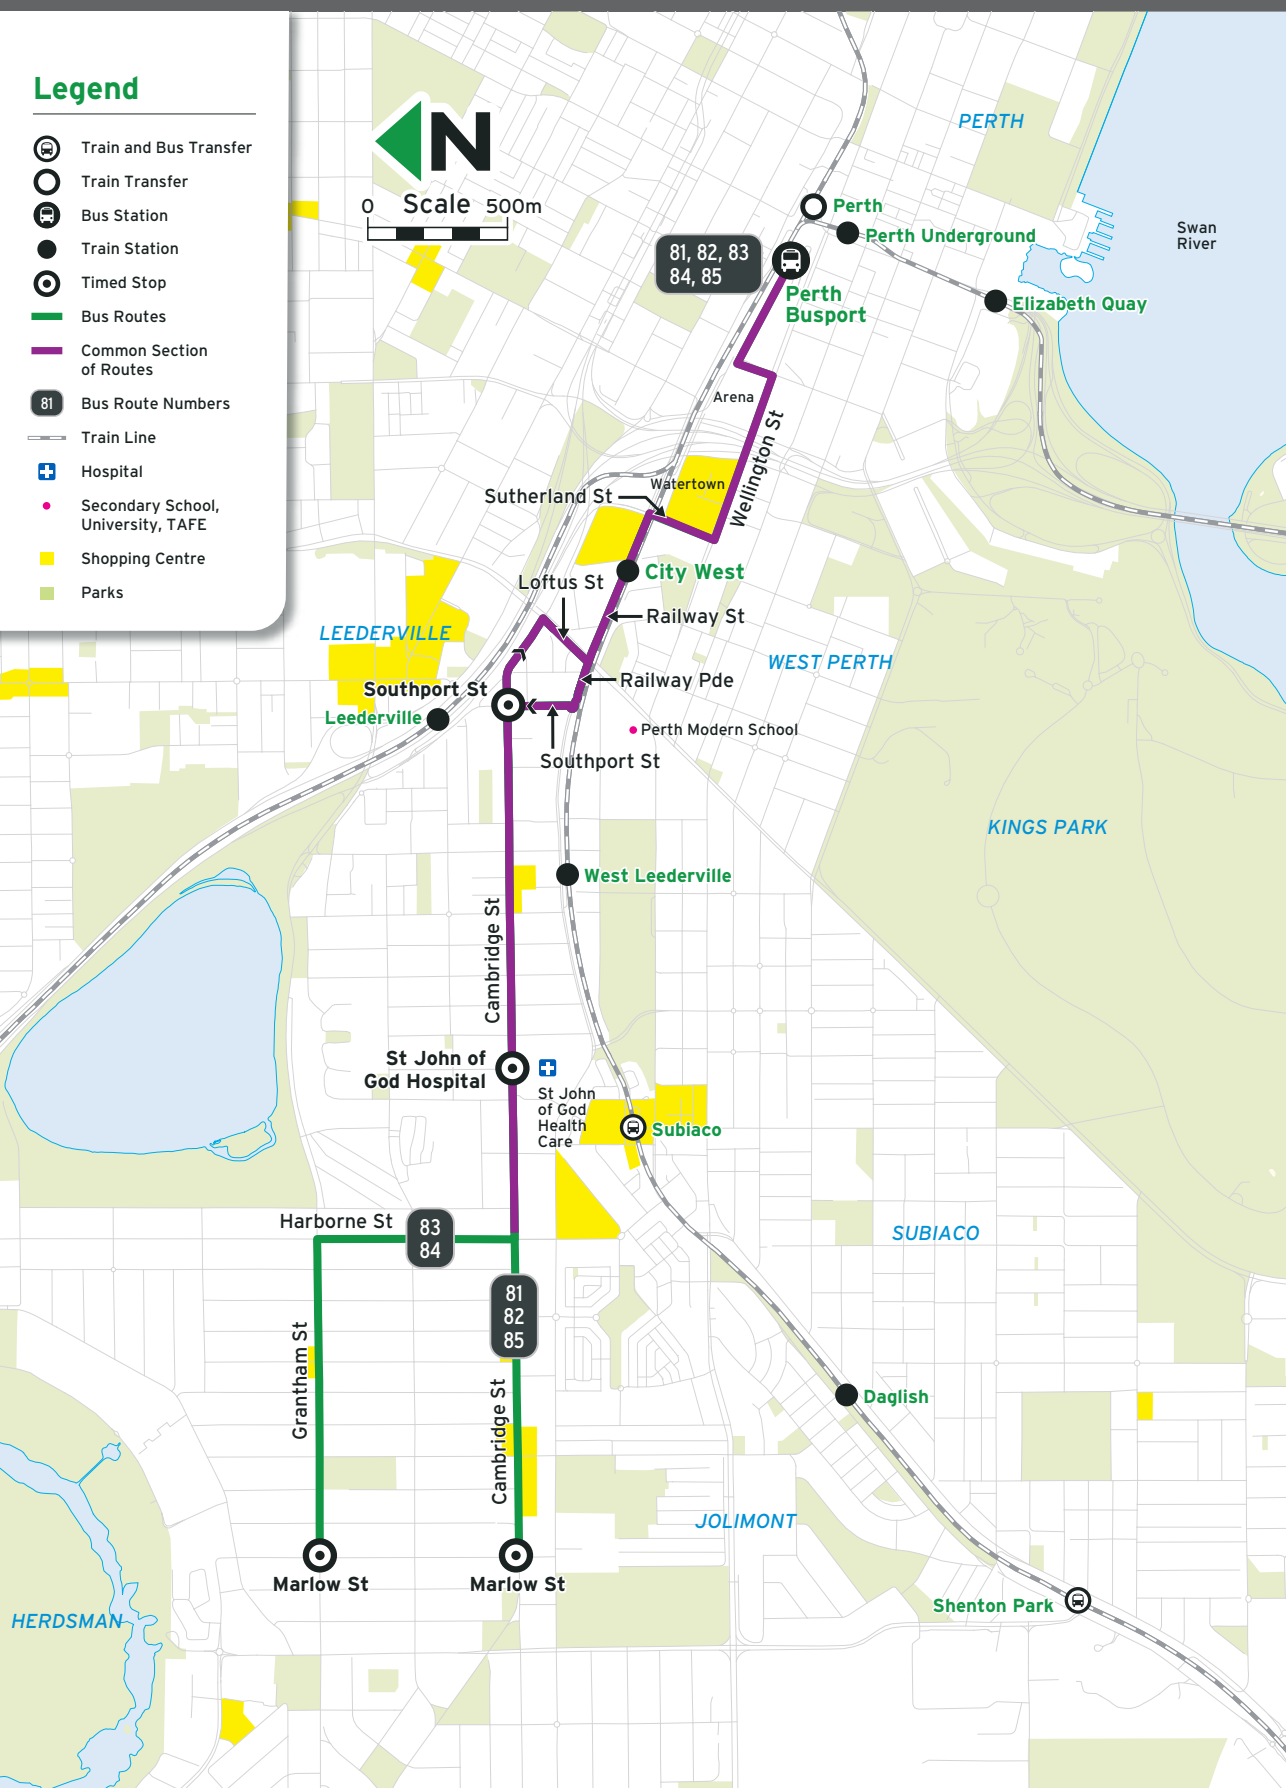 Legend
Train and Bus Transfer
Train Transfer
Bus Station
Train Station
Timed Stop
Bus Routes
Common Section
of Routes
81
Bus Route Numbers
Train Line
Hospital
Secondary School,
University, TAFE
Shopping Centre
Parks
N
0 Scale 500m
PERTH
Swan
River
Perth
Perth Underground
81, 82, 83
84, 85
Perth
Busport
Elizabeth Quay
Arena
Wellington St
Watertown
Sutherland St
City West
Loftus St
Railway St
LEEDERVILLE
WEST PERTH
Railway Pde
Southport St
Leederville
Perth Modern School
Southport St
KINGS PARK
West Leederville
Cambridge St
St John of
God Hospital
St John
of God
Health
Care
Subiaco
Harborne St
83
84
SUBIACO
81
82
85
Grantham St
Cambridge St
Daglish
JOLIMONT
Marlow St
Marlow St
Shenton Park
HERDSMAN